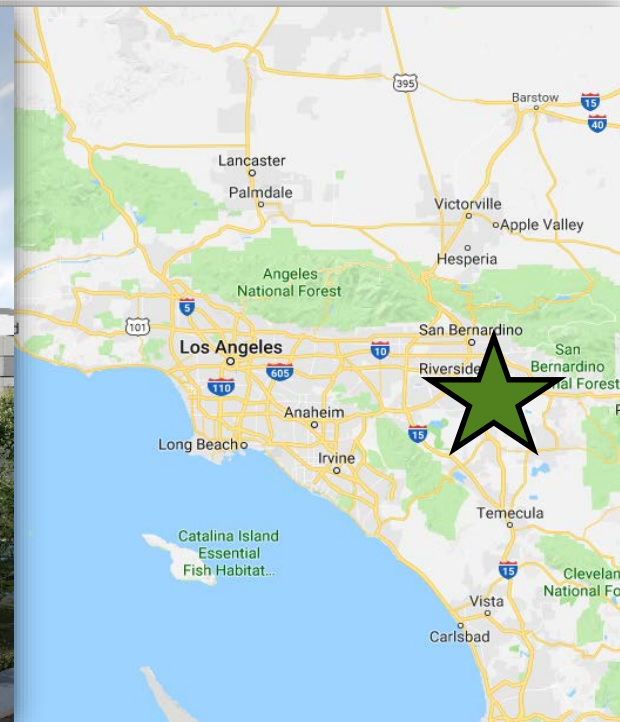 395
Barstow
15
40
Lancaster
Palmdale
Victorville
Apple Valley
Hesperia
Angeles
National Forest
5
101
San Bernardino
Los Angeles
10
605
Riverside
San
Bernardino
al Forest
110
Anaheim
15
Long Beach
Irvine
Temecula
Catalina Island
Essential
Fish Habitat...
15
Clevelan
National Fo
Vista
Carlsbad